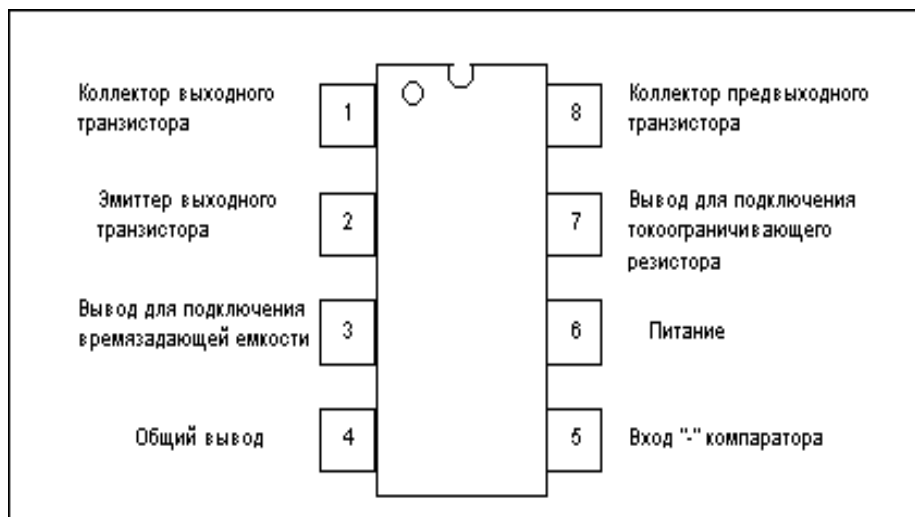 Коллектор выходного
транзистора
1
8
Коллектор предвыходного
транзистора
Эмиттер выходного
транзистора
2
7
Вывод для подключения
токоограничивающего
резистора
Вывод для подключения
времязадающей емкости
3
6
Питание
Общий вывод
4
5
Вход "-" компаратора